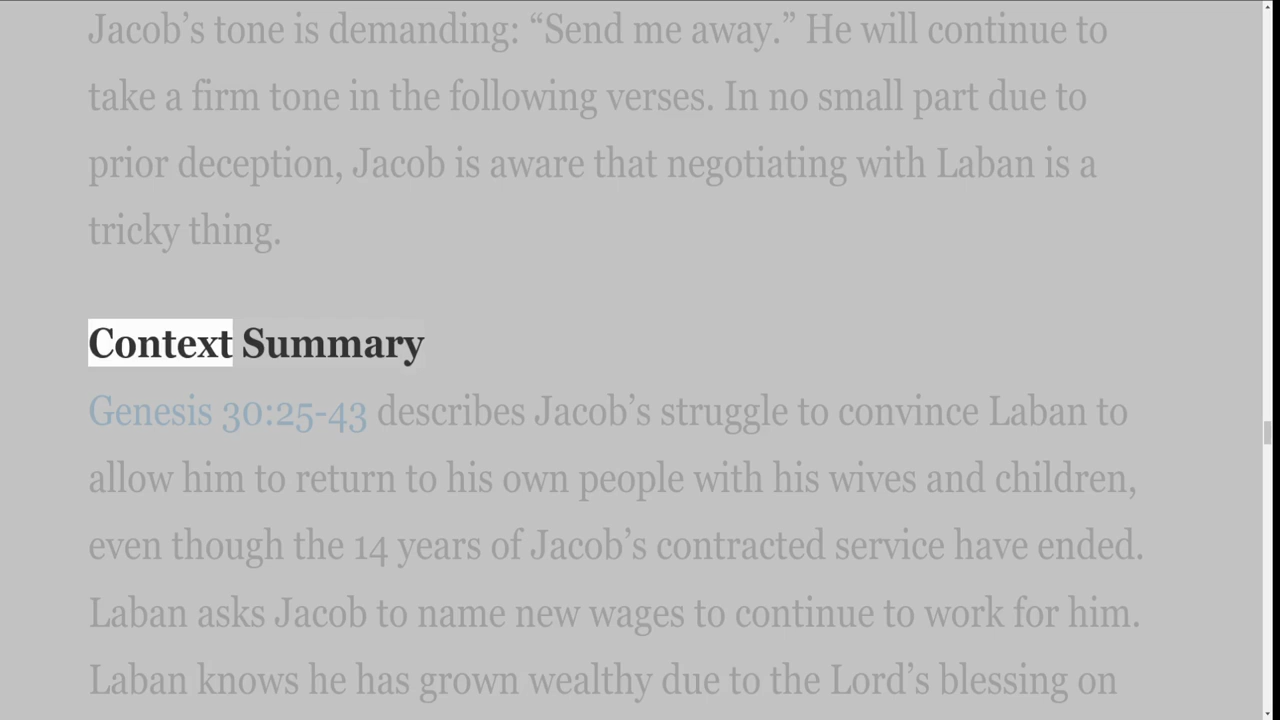 Jacob’s tone is demanding: “Send me away.” He will continue to
take a firm tone in the following verses. In no small part due to
prior deception, Jacob is aware that negotiating with Laban is a
tricky thing.
Context Summary
Genesis 30:25-43 describes Jacob’s struggle to convince Laban to
allow him to return to his own people with his wives and children,
even though the 14 years of Jacob’s contracted service have ended.
Laban asks Jacob to name new wages to continue to work for him.
Laban knows he has grown wealthy due to the Lord’s blessing on